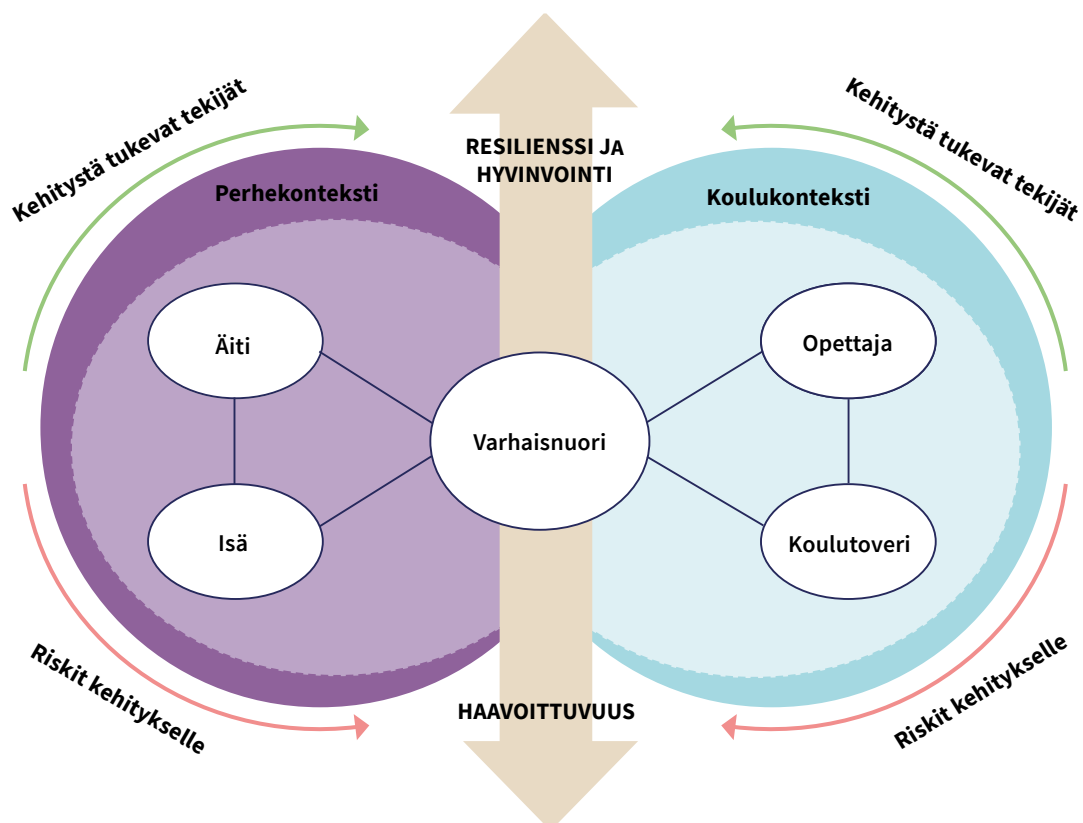 Kehitystä tukevat tekijät
Kehitystä tukevat tekijät
RESILIENSSI JA
HYVINVOINTI
Perhekonteksti
Koulukonteksti
Äiti
Opettaja
Varhaisnuori
Isä
Koulutoveri
Riskit kehitykselle
HAAVOITTUVUUS
Riskit kehitykselle